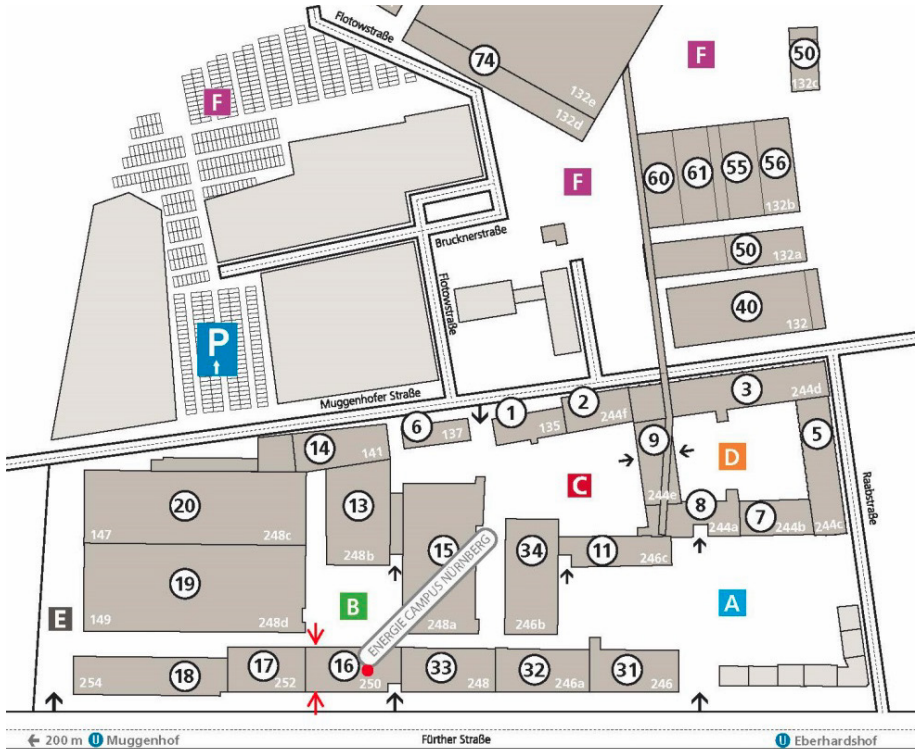 Flotowstraße
74
132e
132d
F
F
50
132c
F
60
61
55
56
132b
Brucknerstraße
Flotowstraße
50
132a
40
132
P
Muggenhofer Straße
6
137
1
135
2
244f
3
244d
5
14
141
9
244e
D
C
Raabstraße
20
147
248c
13
248b
8
244a
7
244b
244c
15
34
11
246c
ENERGIE CAMPUS NÜRNBERG
19
149
248d
E
B
248a
246b
A
18
254
17
252
16
250
33
248
32
246a
31
246
200 m U Muggenhof
Fürther Straße
U Eberhardshof